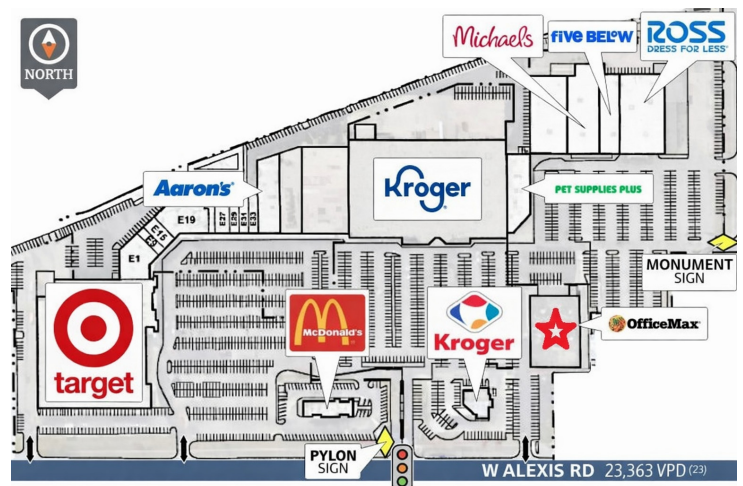 NORTH
Michaels
five BELOW
ROSS
DRESS FOR LESS
Aaron's
Kroger
PET SUPPLIES PLUS
E19
E27
E29
E31
E33
E15
E9
E1
MONUMENT
SIGN
target
McDonald's
Kroger
OfficeMax
PYLON
SIGN
W ALEXIS RD 23,363 VPD (23)